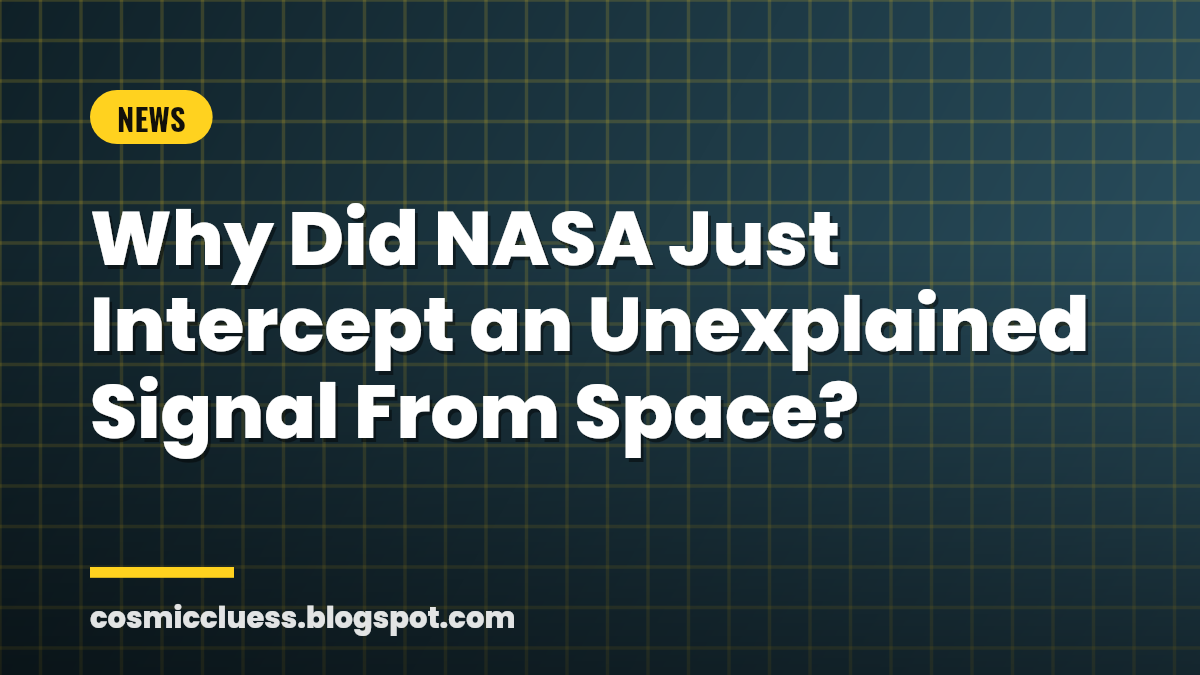 NEWS
Why Did NASA Just
Intercept an Unexplained
Signal From Space?
cosmiccluess.blogspot.com